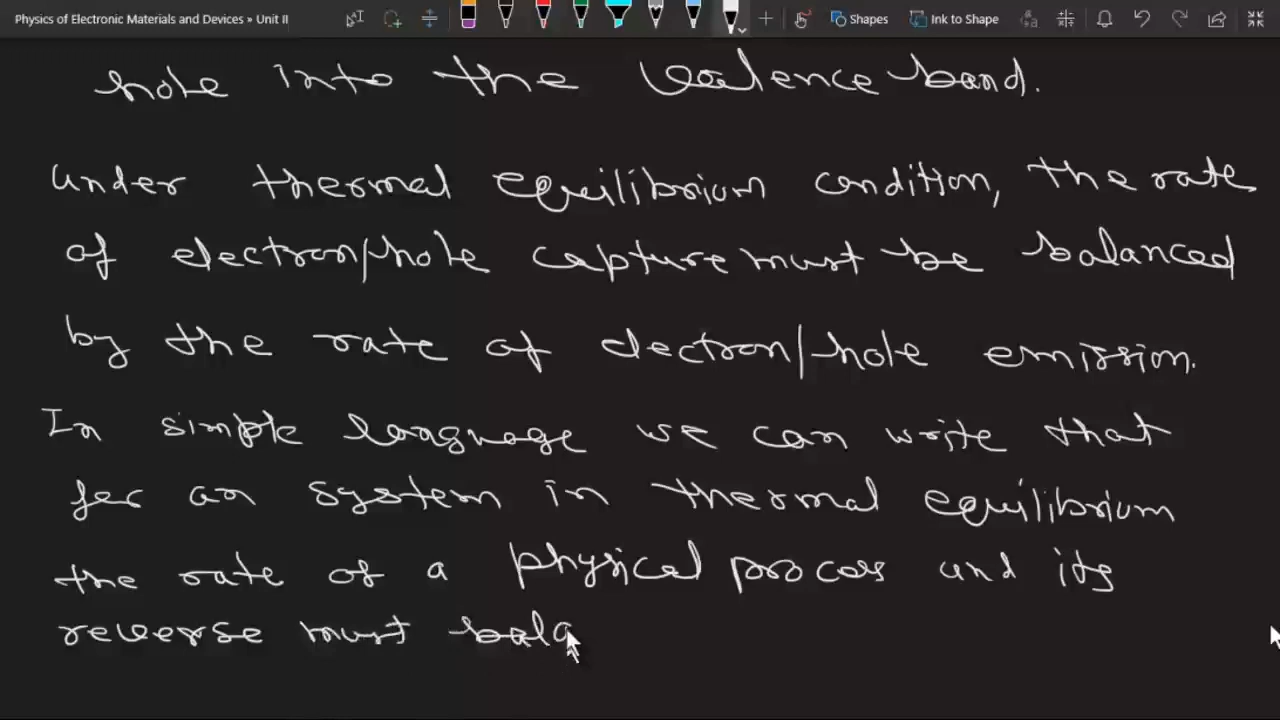 Physics of Electronic Materials and Devices » Unit II
Shapes
Ink to Shape
hole into the valence band.
under thermal equilibrium condition, the rate
of electron/hole capture must be balanced
by the rate of electron/hole emission.
In simple language we can write that
for an system in thermal equilibrium
the rate of a physical process and its
reverse must bala